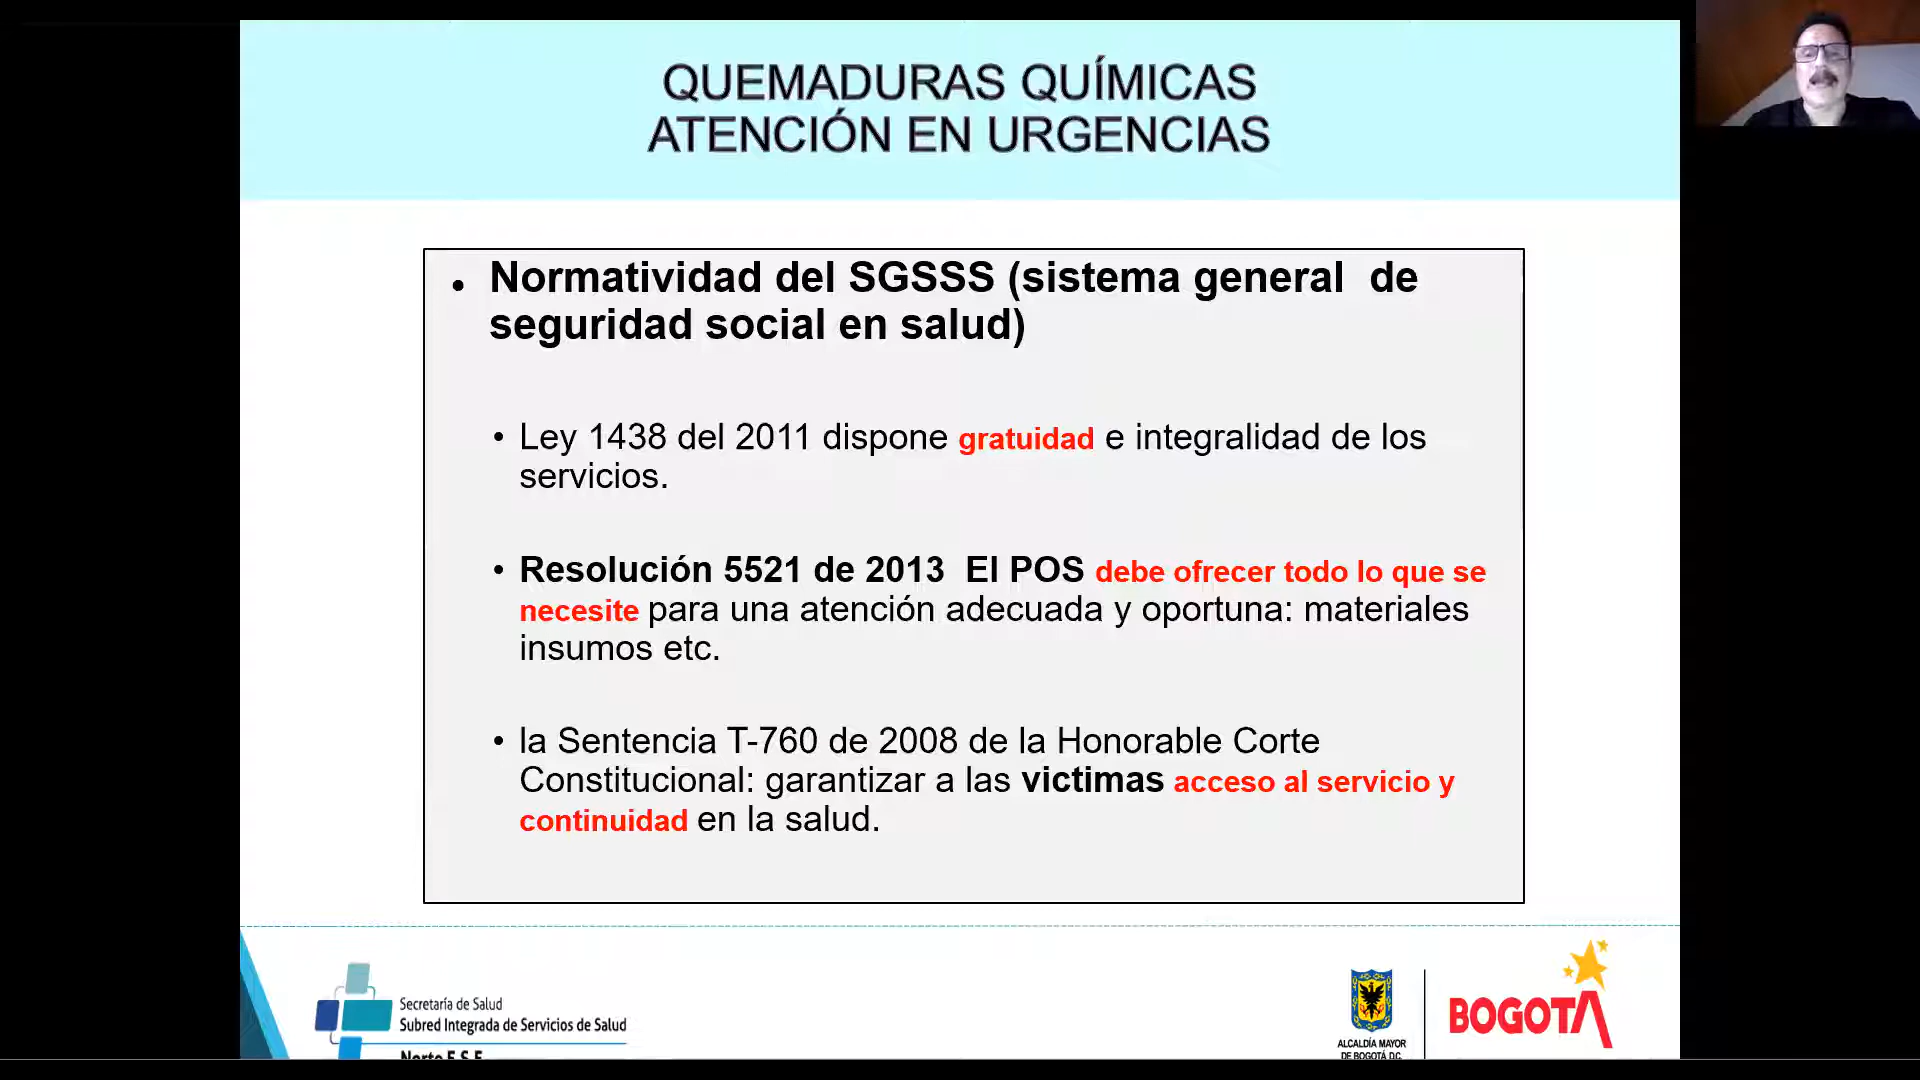 QUEMADURAS QUÍMICAS
ATENCIÓN EN URGENCIAS
• Normatividad del SGSSS (sistema general de
seguridad social en salud)
• Ley 1438 del 2011 dispone gratuidad e integralidad de los
servicios.
• Resolución 5521 de 2013 El POS debe ofrecer todo lo que se
necesite para una atención adecuada y oportuna: materiales
insumos etc.
• la Sentencia T-760 de 2008 de la Honorable Corte
Constitucional: garantizar a las victimas acceso al servicio y
continuidad en la salud.
Secretaría de Salud
Subred Integrada de Servicios de Salud
Norte E.S.E.
ALCALDÍA MAYOR
DE BOGOTÁ D.C.
BOGOTÁ